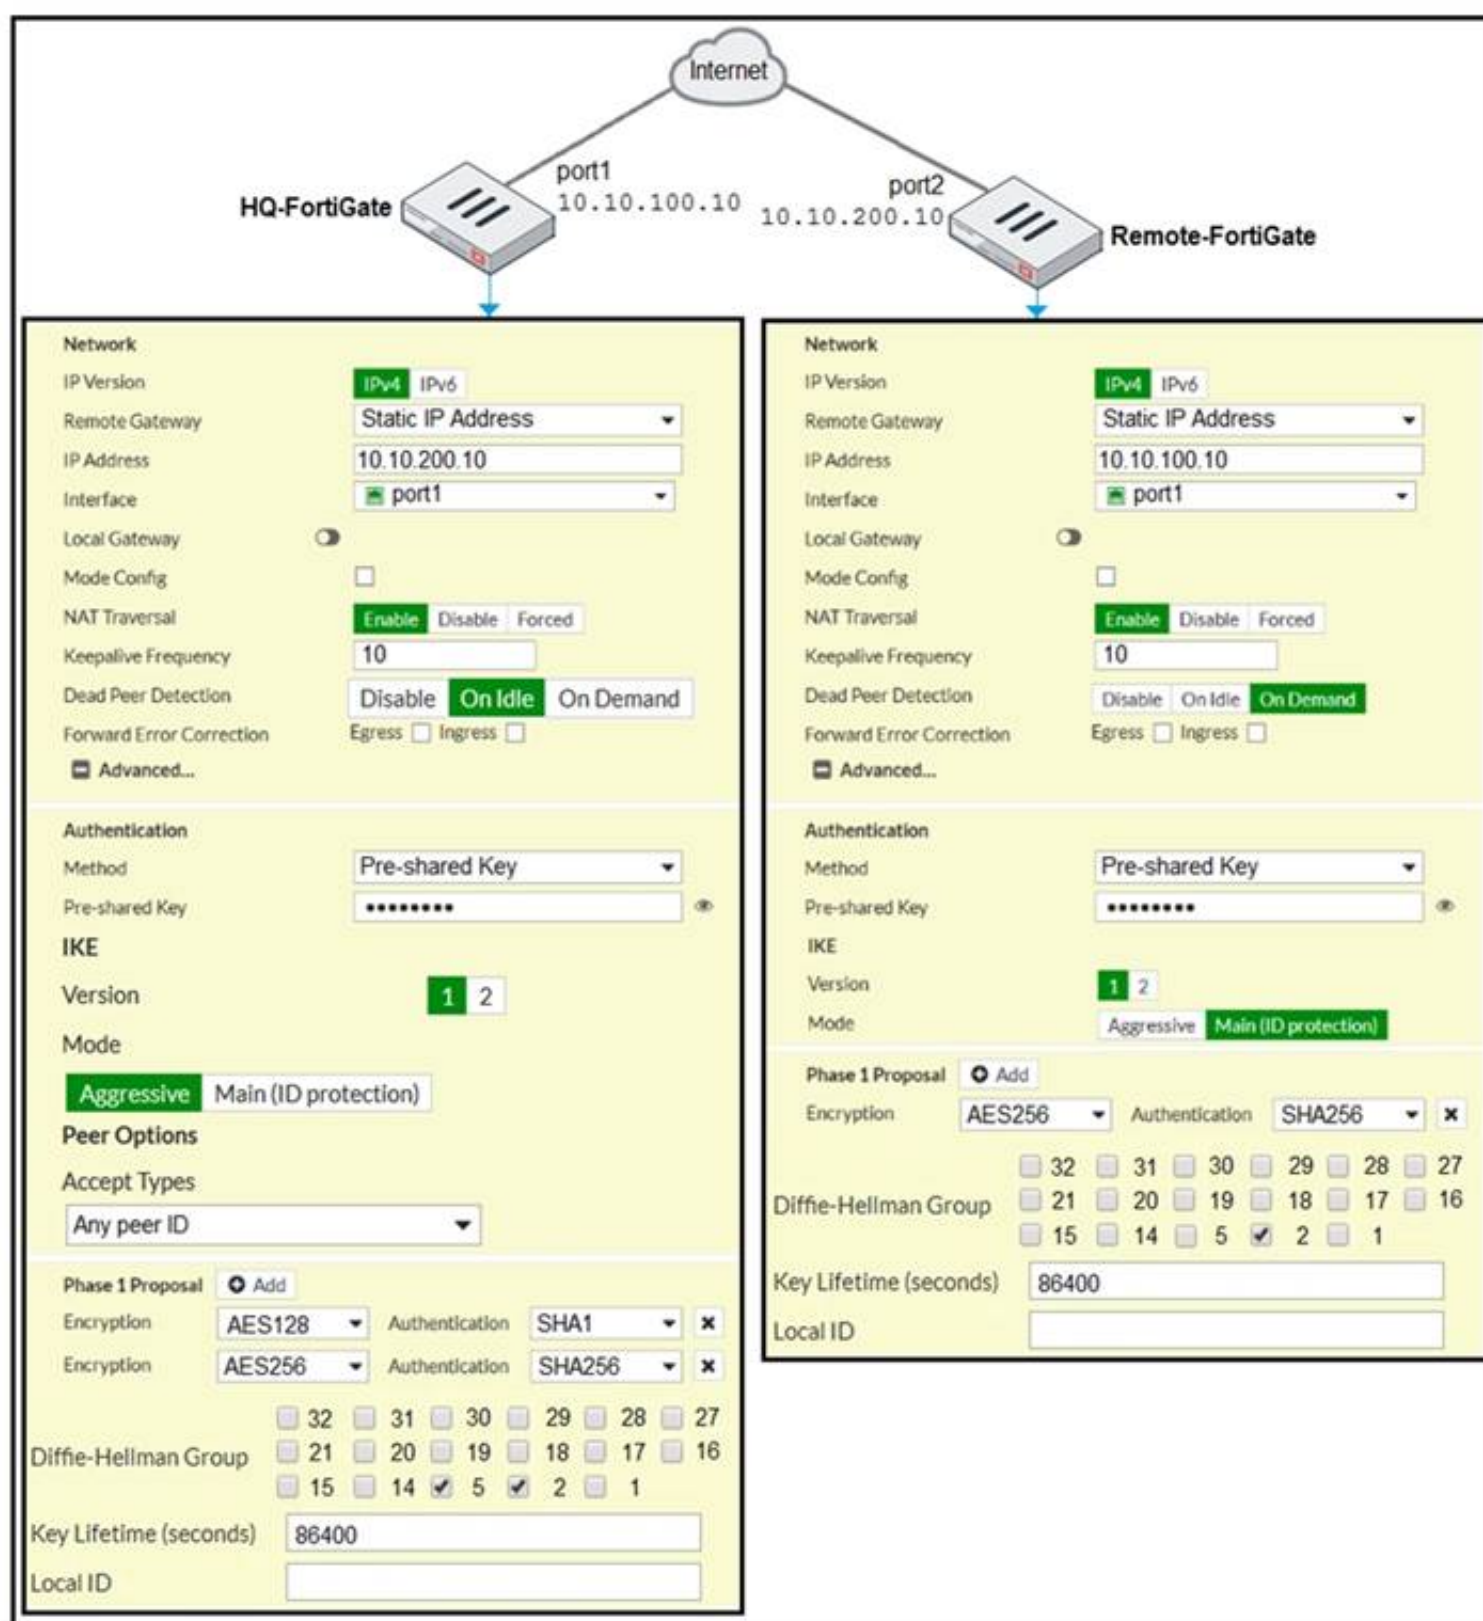 Internet
port1
10.10.100.10
HQ-FortiGate
port2
10.10.200.10
Remote-FortiGate
Network
IP Version IPv4 IPv6
Remote Gateway Static IP Address
IP Address 10.10.200.10
Interface port1
Local Gateway
Mode Config
NAT Traversal Enable Disable Forced
Keepalive Frequency 10
Dead Peer Detection Disable On Idle On Demand
Forward Error Correction Egress Ingress
Advanced...
Authentication
Method Pre-shared Key
Pre-shared Key ••••••••
IKE
Version 1 2
Mode
Aggressive Main (ID protection)
Peer Options
Accept Types
Any peer ID
Phase 1 Proposal Add
Encryption AES128 Authentication SHA1
Encryption AES256 Authentication SHA256
32 31 30 29 28 27
Diffie-Hellman Group 21 20 19 18 17 16
15 14 5 2 1
Key Lifetime (seconds) 86400
Local ID
Network
IP Version IPv4 IPv6
Remote Gateway Static IP Address
IP Address 10.10.100.10
Interface port1
Local Gateway
Mode Config
NAT Traversal Enable Disable Forced
Keepalive Frequency 10
Dead Peer Detection Disable On Idle On Demand
Forward Error Correction Egress Ingress
Advanced...
Authentication
Method Pre-shared Key
Pre-shared Key ••••••••
IKE
Version 1 2
Mode Aggressive Main (ID protection)
Phase 1 Proposal Add
Encryption AES256 Authentication SHA256
32 31 30 29 28 27
Diffie-Hellman Group 21 20 19 18 17 16
15 14 5 2 1
Key Lifetime (seconds) 86400
Local ID